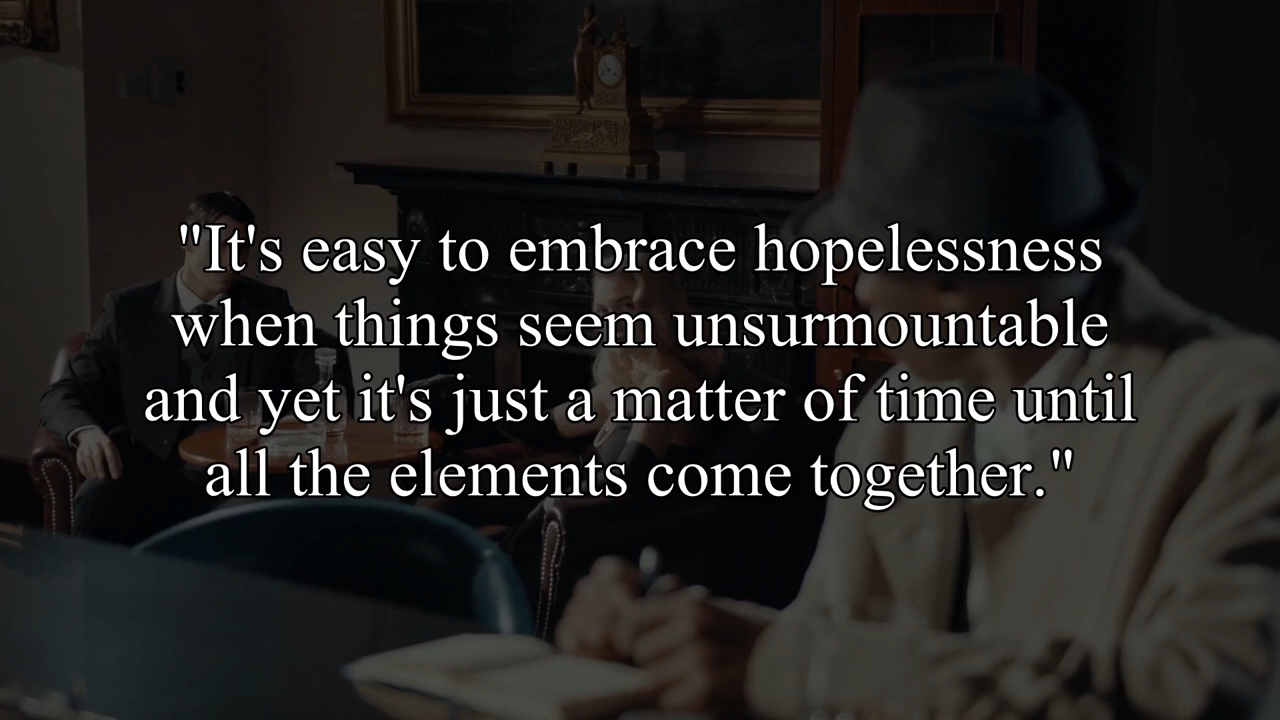 "It's easy to embrace hopelessness
when things seem unsurmountable
and yet it's just a matter of time until
all the elements come together."